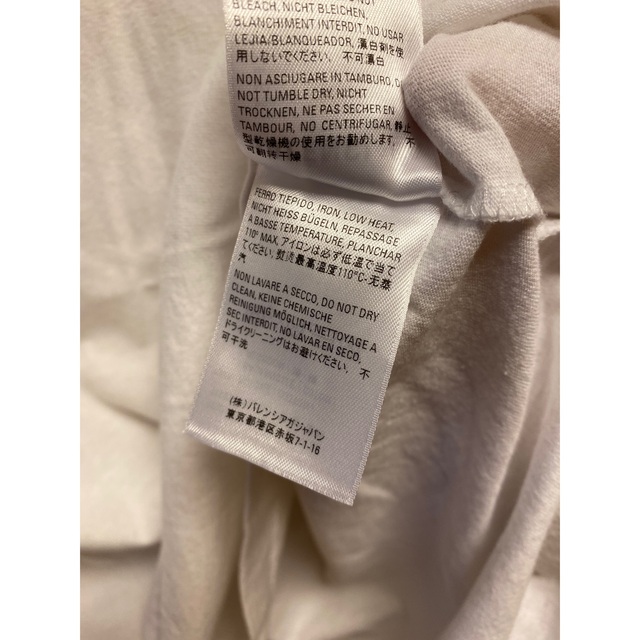 BLEACH, NICHT BLEICHEN,
BLANCHIMENT INTERDIT, NO USAR
LEJIA/BLANQUEADOR, 漂白剤を使
用しないでください, 不可漂白
NON ASCIUGARE IN TAMBURO,
NOT TUMBLE DRY, NICHT
TROCKNEN, NE PAS SECHER EN
TAMBOUR, NO CENTRIFUGAR, 静止
型乾燥機の使用をお勧めします, 不
可翻转干燥
FERRO TIEPIDO, IRON, LOW HEAT,
NICHT HEISS BÜGELN, REPASSAGE
A BASSE TEMPERATURE, PLANCHAR
110° MAX, アイロンは必ず低温で当て
てください, 熨烫最高温度110°C-无蒸
汽
NON LAVARE A SECCO, DO NOT DRY
CLEAN, KEINE CHEMISCHE
REINIGUNG MÖGLICH, NETTOYAGE A
SEC INTERDIT, NO LAVAR EN SECO,
ドライクリーニングはお避けください, 不
可干洗
(株)バレンシアガジャパン
東京都港区赤坂7-1-16